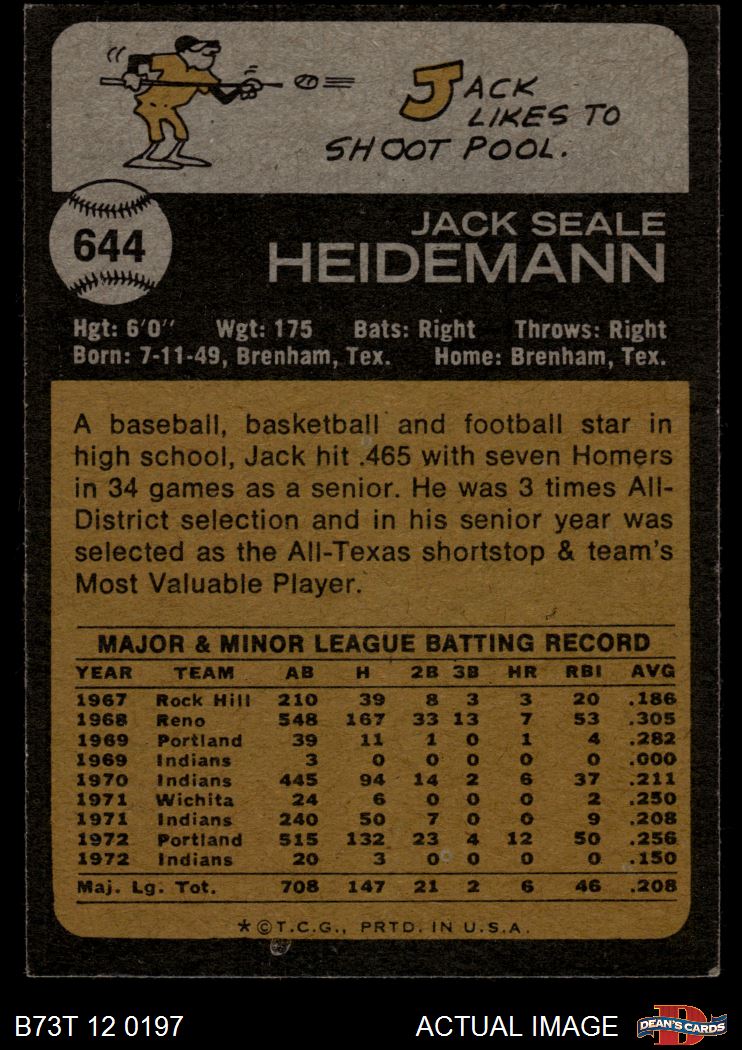 JACK
LIKES TO
SHOOT POOL.
644
JACK SEALE
HEIDEMANN
Hgt: 6'0" Wgt: 175 Bats: Right Throws: Right
Born: 7-11-49, Brenham, Tex. Home: Brenham, Tex.
A baseball, basketball and football star in
high school, Jack hit .465 with seven Homers
in 34 games as a senior. He was 3 times All-
District selection and in his senior year was
selected as the All-Texas shortstop & team's
Most Valuable Player.
MAJOR & MINOR LEAGUE BATTING RECORD
YEAR TEAM AB H 2B 3B HR RBI AVG
1967 Rock Hill 210 39 8 3 3 20 .186
1968 Reno 548 167 33 13 7 53 .305
1969 Portland 39 11 1 0 1 4 .282
1969 Indians 3 0 0 0 0 0 .000
1970 Indians 445 94 14 2 6 37 .211
1971 Wichita 24 6 0 0 0 2 .250
1971 Indians 240 50 7 0 0 9 .208
1972 Portland 515 132 23 4 12 50 .256
1972 Indians 20 3 0 0 0 0 .150
Maj. Lg. Tot. 708 147 21 2 6 46 .208
*©T.C.G., PRTD. IN U.S.A.
B73T 12 0197 ACTUAL IMAGE DEAN'S CARDS